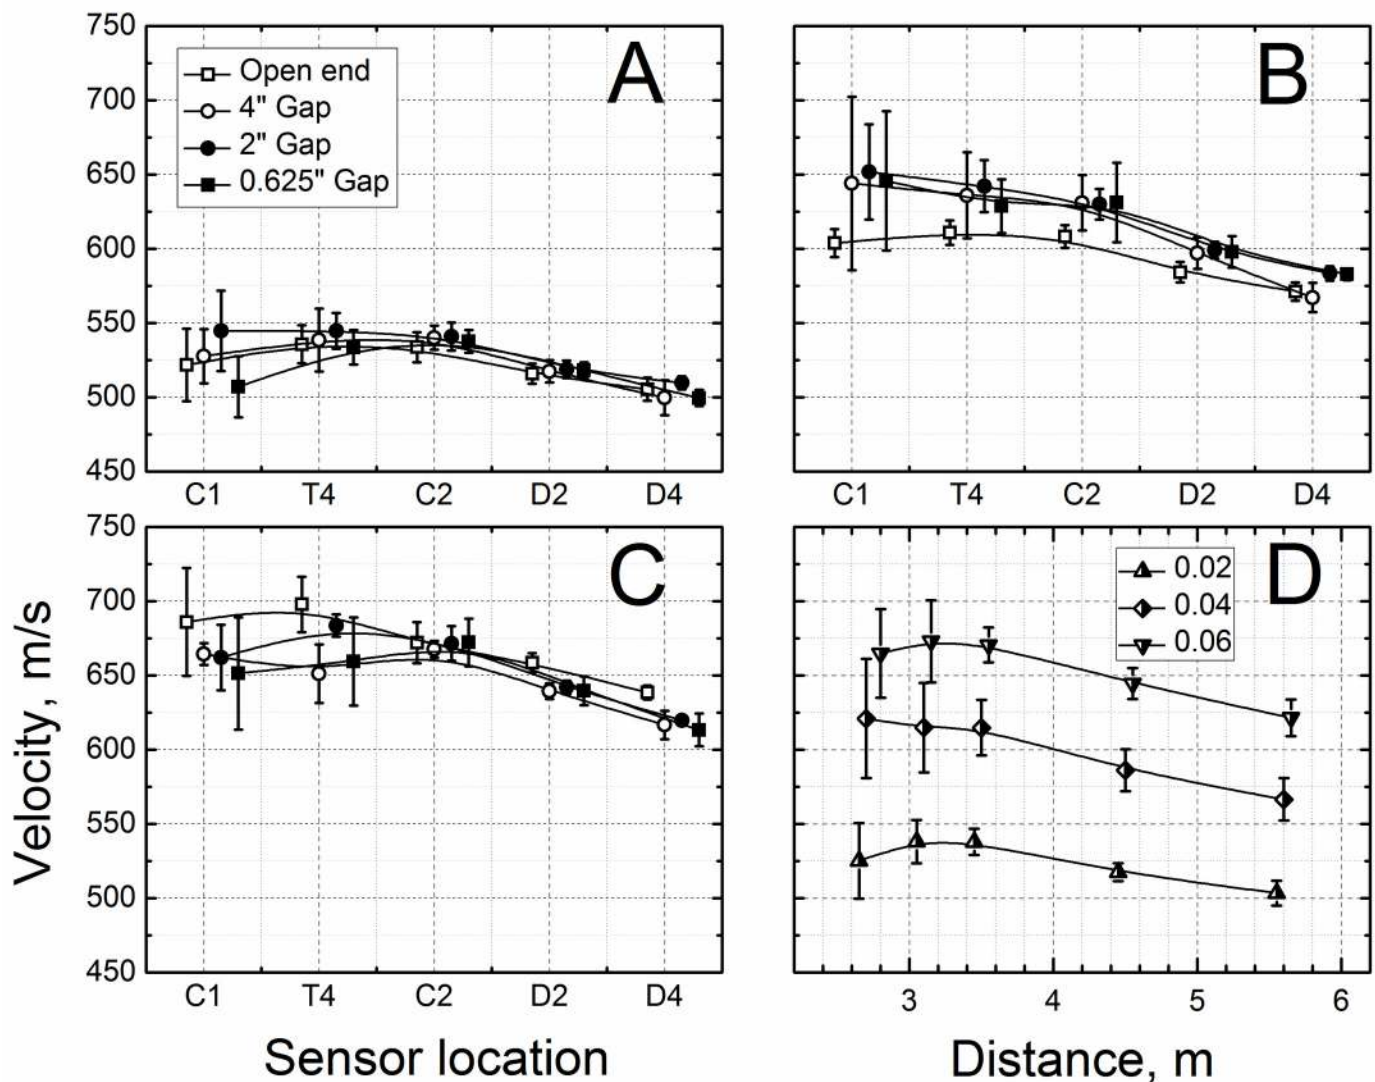 A
Open end
4" Gap
2" Gap
0.625" Gap
750
700
650
600
550
500
450
C1 T4 C2 D2 D4
B
C1 T4 C2 D2 D4
C
750
700
650
600
550
500
450
C1 T4 C2 D2 D4
D
0.02
0.04
0.06
3 4 5 6
Velocity, m/s
Sensor location
Distance, m